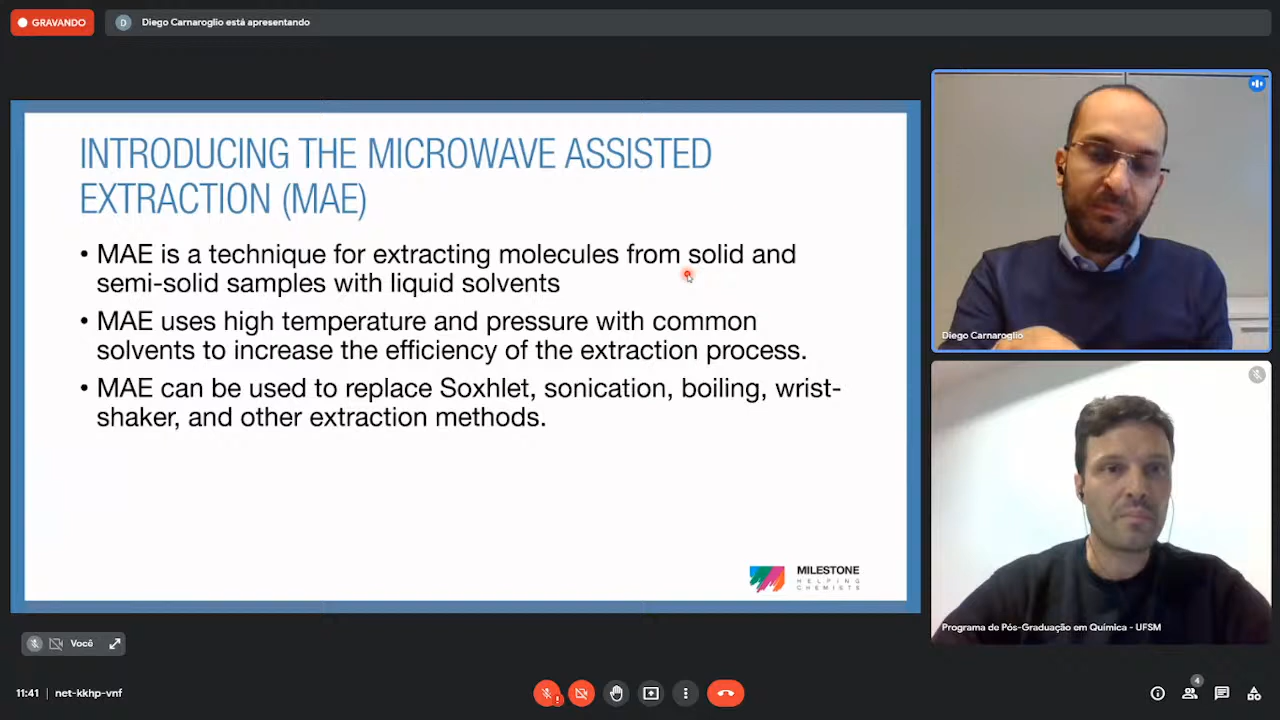 GRAVANDO
D
Diego Carnaroglio está apresentando
INTRODUCING THE MICROWAVE ASSISTED
EXTRACTION (MAE)
• MAE is a technique for extracting molecules from solid and
semi-solid samples with liquid solvents
• MAE uses high temperature and pressure with common
solvents to increase the efficiency of the extraction process.
• MAE can be used to replace Soxhlet, sonication, boiling, wrist-
shaker, and other extraction methods.
MILESTONE
HELPING
CHEMISTS
Diego Carnaroglio
Programa de Pós-Graduação em Química - UFSM
Você
11:41 | net-kkhp-vnf
4